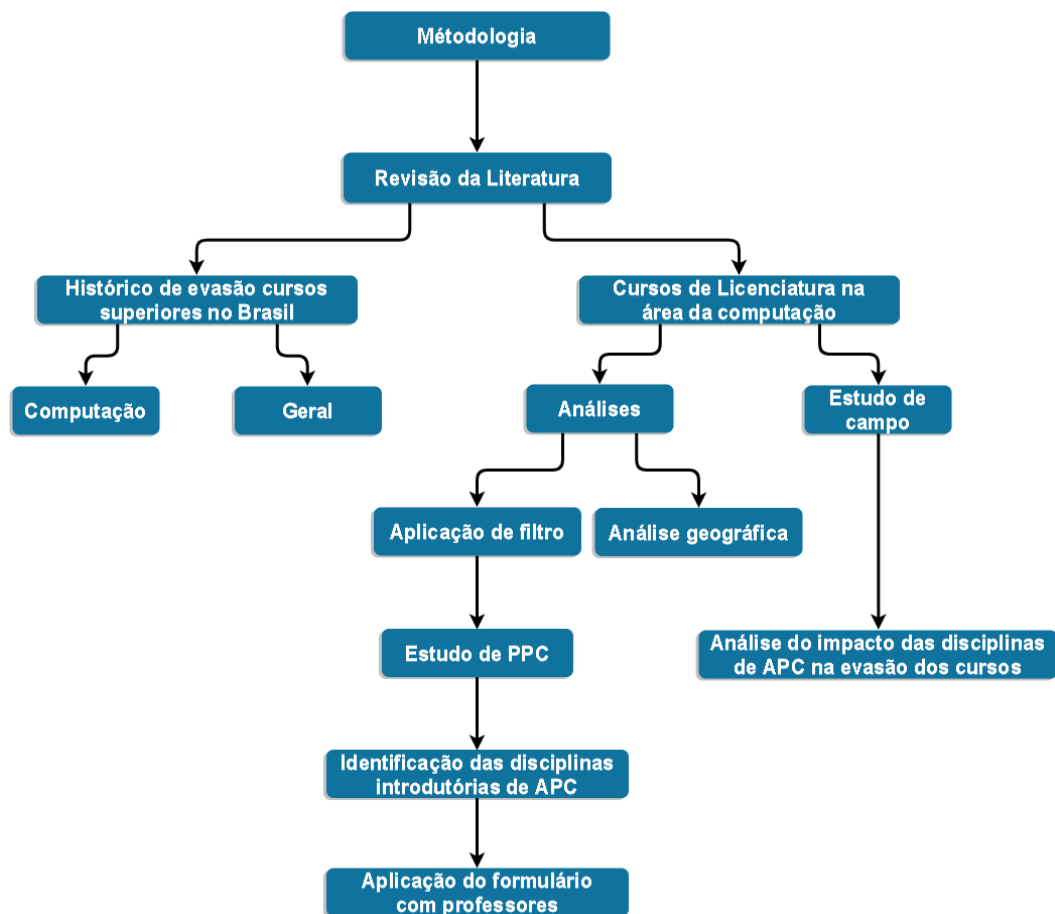 Métodologia
Revisão da Literatura
Histórico de evasão cursos
superiores no Brasil
Cursos de Licenciatura na
área da computação
Computação
Geral
Análises
Estudo de
campo
Aplicação de filtro
Análise geográfica
Estudo de PPC
Análise do impacto das disciplinas
de APC na evasão dos cursos
Identificação das disciplinas
introdutórias de APC
Aplicação do formulário
com professores